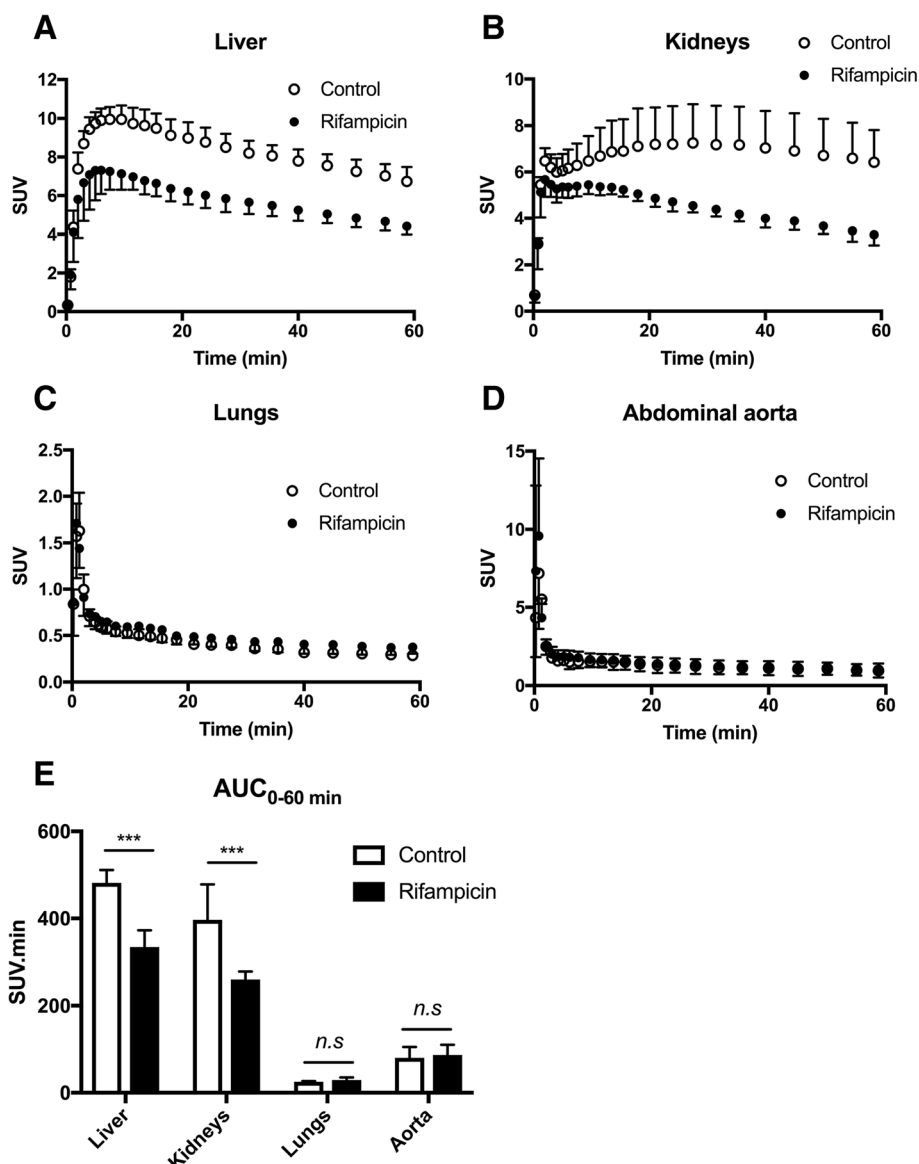 A
Liver
Control
Rifampicin
12
10
8
6
4
2
0
SUV
0
20
40
60
Time (min)
B
Kidneys
Control
Rifampicin
10
8
6
4
2
0
SUV
0
20
40
60
Time (min)
C
Lungs
Control
Rifampicin
2.5
2.0
1.5
1.0
0.5
0.0
SUV
0
20
40
60
Time (min)
D
Abdominal aorta
Control
Rifampicin
15
10
5
0
SUV
0
20
40
60
Time (min)
E
AUC0-60 min
Control
Rifampicin
600
400
200
0
SUV.min
***
***
n.s
n.s
Liver
Kidneys
Lungs
Aorta